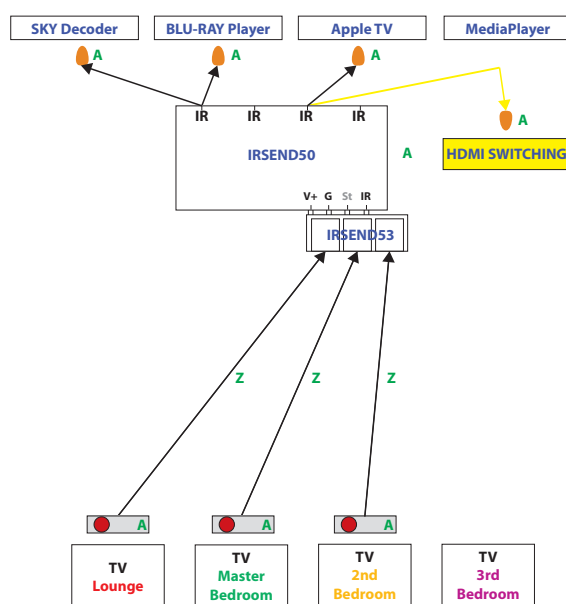 SKY Decoder BLU-RAY Player Apple TV MediaPlayer
A A A
A
IR IR IR IR
IRSEND50 A HDMI SWITCHING
V+ G St IR
IRSEND53
Z Z Z
A A A
TV TV TV TV
Lounge Master 2nd 3rd
Bedroom Bedroom Bedroom